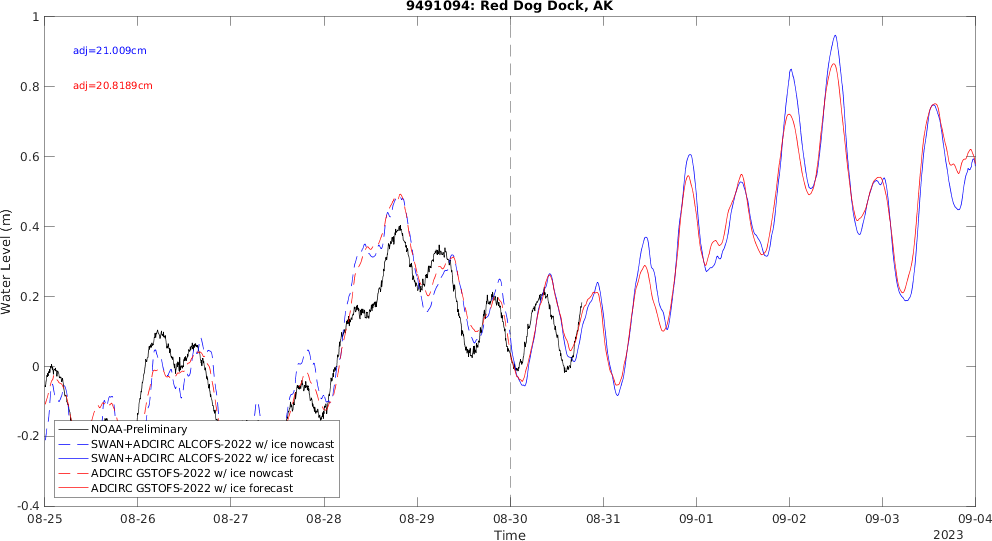 9491094: Red Dog Dock, AK
adj=21.009cm
adj=20.8189cm
Water Level (m)
1
0.8
0.6
0.4
0.2
0
-0.2
-0.4
NOAA-Preliminary
SWAN+ADCIRC ALCOFS-2022 w/ ice nowcast
SWAN+ADCIRC ALCOFS-2022 w/ ice forecast
ADCIRC GSTOFS-2022 w/ ice nowcast
ADCIRC GSTOFS-2022 w/ ice forecast
08-25 08-26 08-27 08-28 08-29 08-30 08-31 09-01 09-02 09-03 09-04
Time
2023